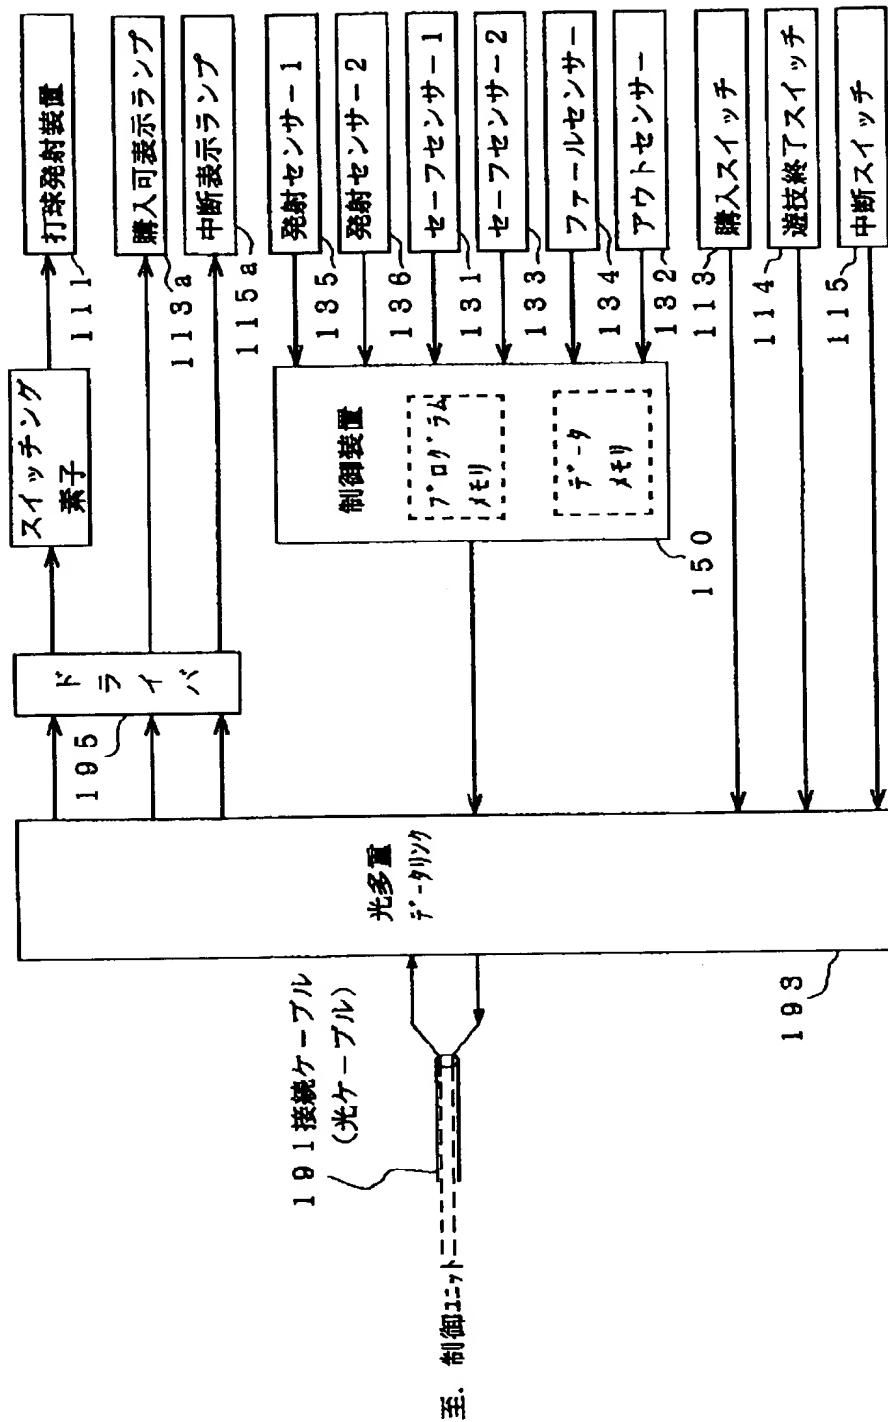 打球発射装置
111
購入可表示ランプ
113a
中断表示ランプ
115a
発射センサー1
135
発射センサー2
136
セーフセンサー1
131
セーフセンサー2
133
ファールセンサー
134
アウトセンサー
132
購入スイッチ
113
遊技終了スイッチ
114
中断スイッチ
115
スイッチング
素子
制御装置
プログラム
メモリ
データ
メモリ
150
ドライバ
195
光多重
データリンク
193
191接続ケーブル
(光ケーブル)
至. 制御ユニット